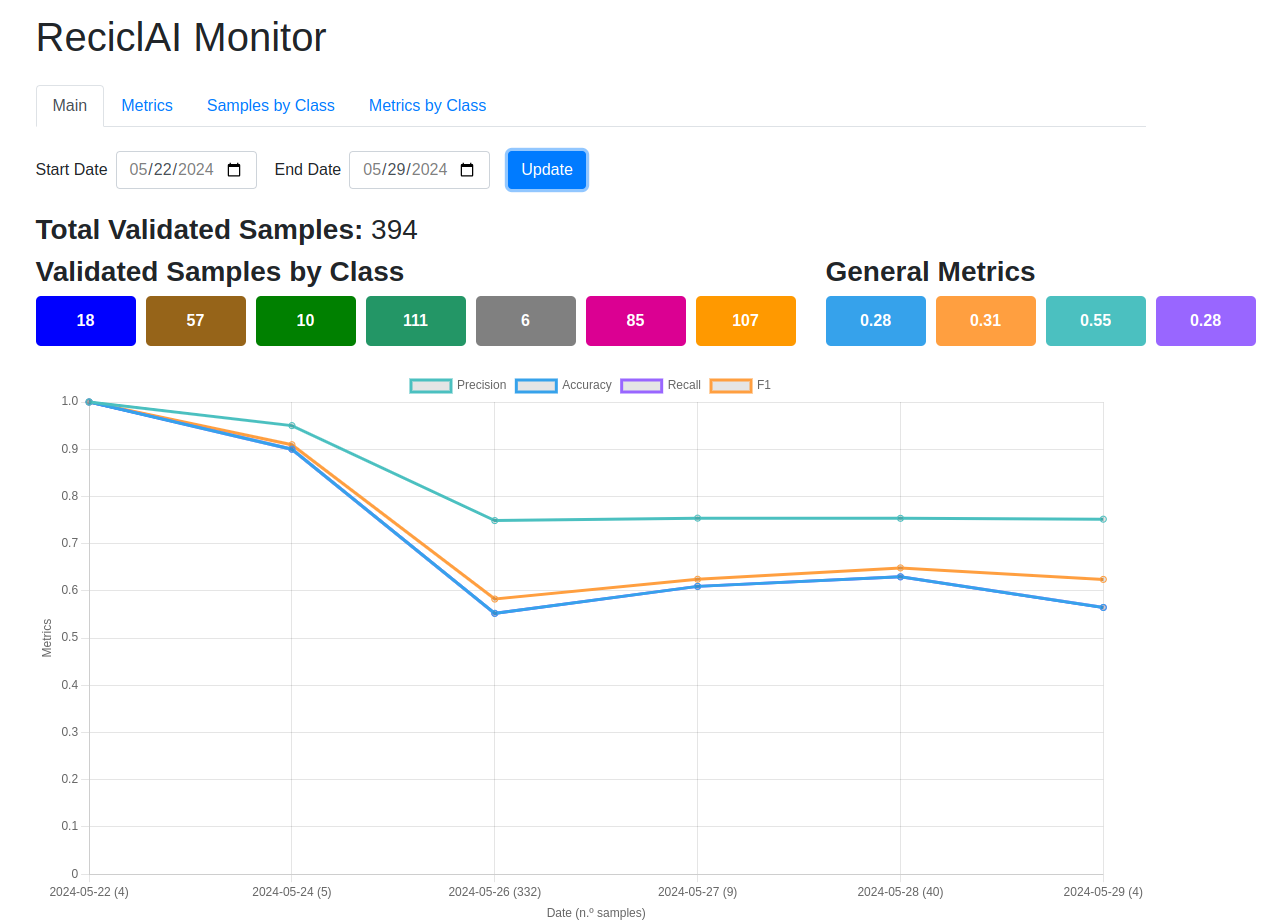 ReciclAI Monitor
Main Metrics Samples by Class Metrics by Class
Start Date 05/22/2024 End Date 05/29/2024 Update
Total Validated Samples: 394
Validated Samples by Class General Metrics
18 57 10 111 6 85 107 0.28 0.31 0.55 0.28
Precision Accuracy Recall F1
1.0
0.9
0.8
0.7
0.6
0.5
0.4
0.3
0.2
0.1
0
Metrics
2024-05-22 (4) 2024-05-24 (5) 2024-05-26 (332) 2024-05-27 (9) 2024-05-28 (40) 2024-05-29 (4)
Date (n.º samples)